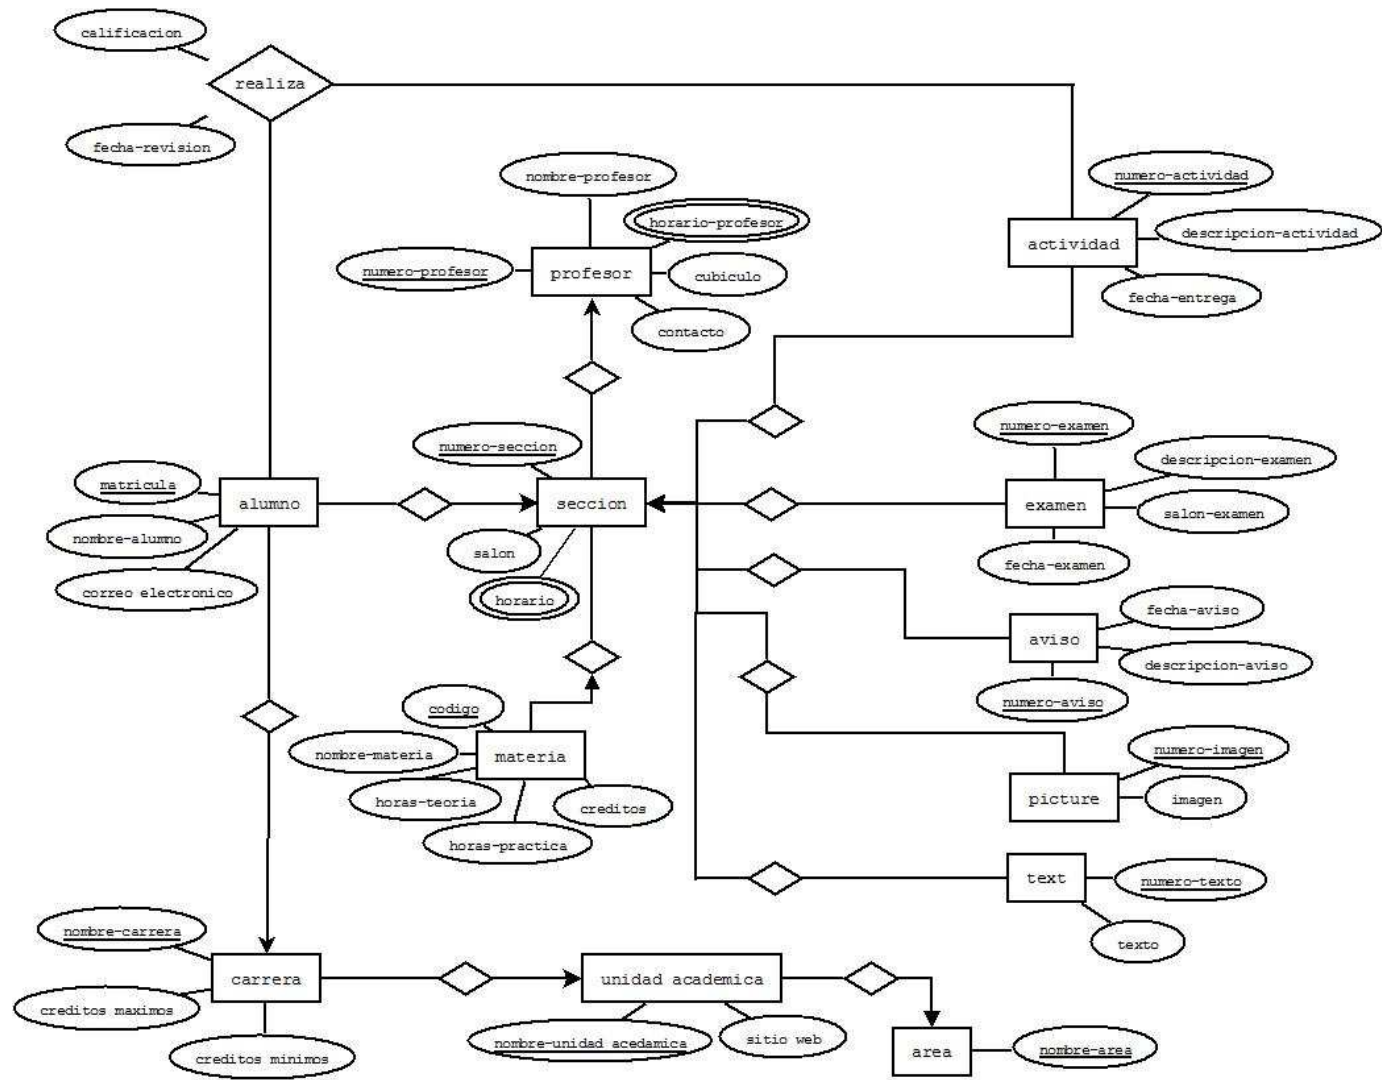 calificacion
realiza
fecha-revision
nombre-profesor
numero-actividad
horario-profesor
descripcion-actividad
actividad
numero-profesor
profesor
cubiculo
fecha-entrega
contacto
numero-examen
numero-seccion
descripcion-examen
matricula
alumno
seccion
examen
salon-examen
nombre-alumno
salon
fecha-examen
correo electronico
horario
fecha-aviso
aviso
descripcion-aviso
numero-aviso
codigo
nombre-materia
materia
numero-imagen
horas-teoria
creditos
picture
imagen
horas-practica
text
numero-texto
nombre-carrera
texto
carrera
unidad academica
creditos maximos
nombre-unidad acedamica
sitio web
creditos minimos
area
nombre-area